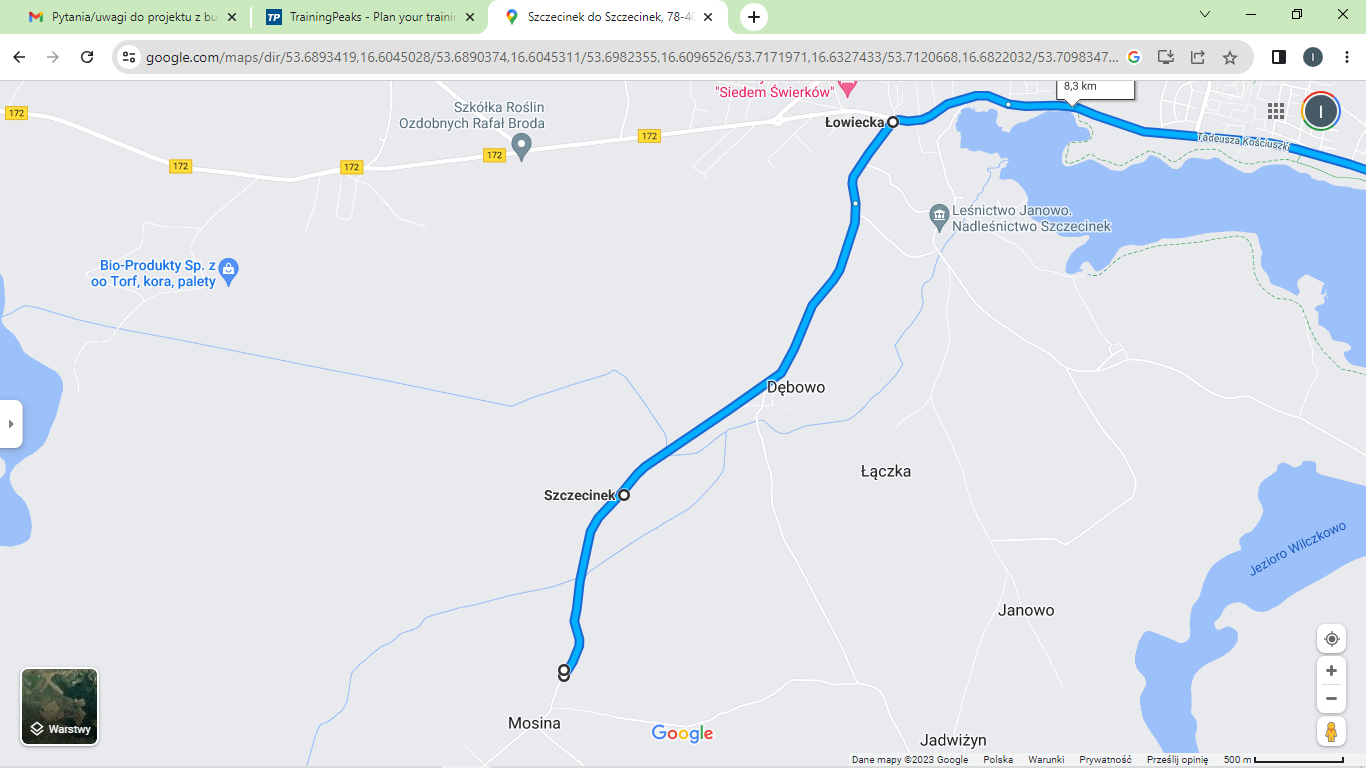 Pytania/uwagi do projektu z bu
TrainingPeaks - Plan your trainin
Szczecinek do Szczecinek, 78-40
google.com/maps/dir/53.6893419,16.6045028/53.6890374,16.6045311/53.6982355,16.6096526/53.7171971,16.6327433/53.7120668,16.6822032/53.7098347...
I
8,3 km
"Siedem Świerków"
172
Szkółka Roślin
Ozdobnych Rafał Broda
172
172
172
172
Łowiecka
I
Tadeusza Kościuszki
Leśnictwo Janowo.
Nadleśnictwo Szczecinek
Bio-Produkty Sp. z
oo Torf, kora, palety
Dębowo
Łączka
Szczecinek
Jezioro Wilczkowo
Janowo
Mosina
Jadwiżyn
Warstwy
Google
Dane mapy ©2023 Google Polska Warunki Prywatność Prześlij opinię 500 m